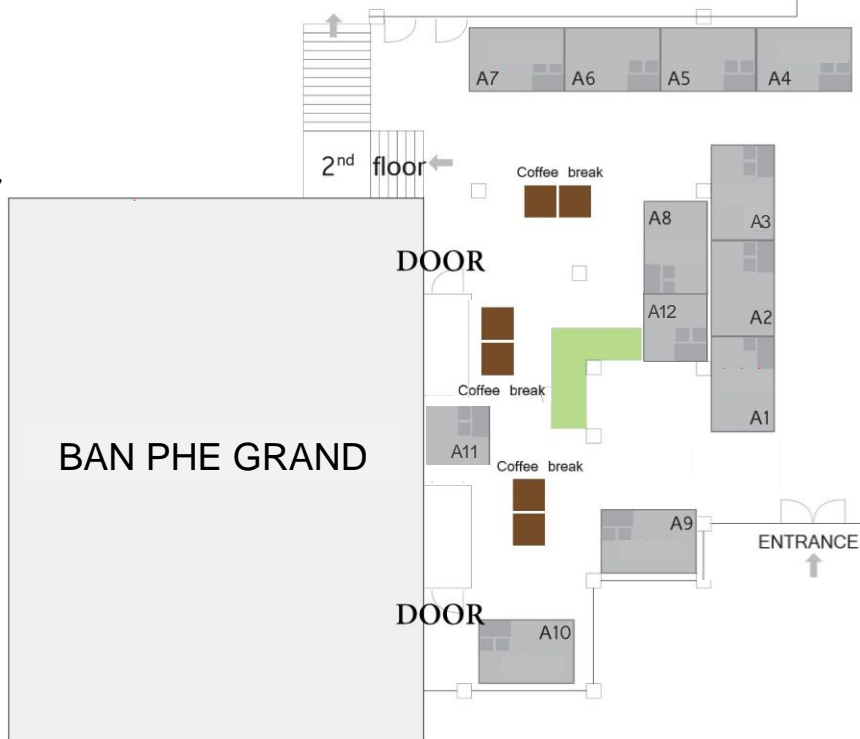 A7
A6
A5
A4
2nd floor
Coffee break
A8
A3
DOOR
A12
A2
Coffee break
A1
BAN PHE GRAND
A11
Coffee break
A9
ENTRANCE
DOOR
A10